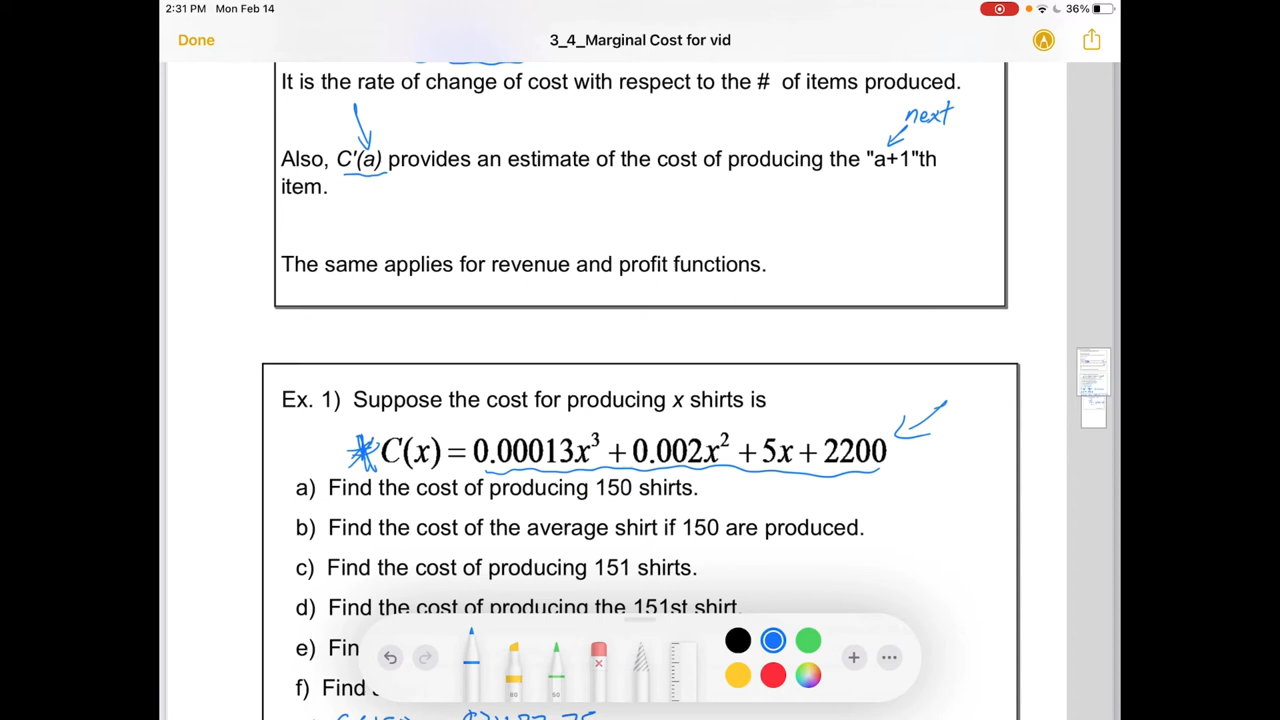 2:31 PM Mon Feb 14
36%
Done
3_4_Marginal Cost for vid
It is the rate of change of cost with respect to the # of items produced.
next
Also, C'(a) provides an estimate of the cost of producing the "a+1"th
item.
The same applies for revenue and profit functions.
Ex. 1) Suppose the cost for producing x shirts is
*C(x) = 0.00013x³ + 0.002x² + 5x + 2200
a) Find the cost of producing 150 shirts.
b) Find the cost of the average shirt if 150 are produced.
c) Find the cost of producing 151 shirts.
d) Find the cost of producing the 151st shirt.
e) Fin
f) Find
80
50